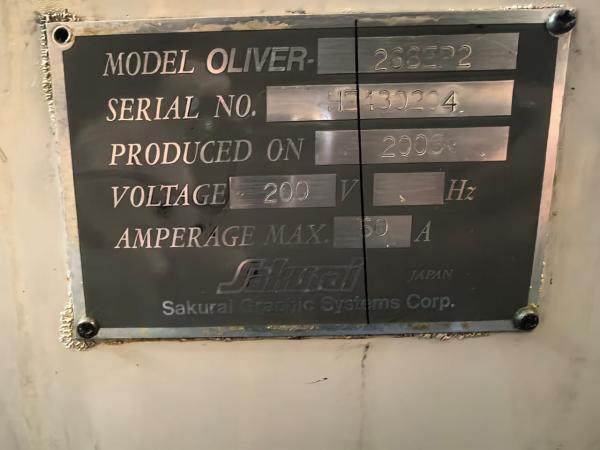 MODEL OLIVER- 266EP2
SERIAL NO.
PRODUCED ON
VOLTAGE 200 V Hz
AMPERAGE MAX. A
Sakurai JAPAN
Sakurai Graphic Systems Corp.